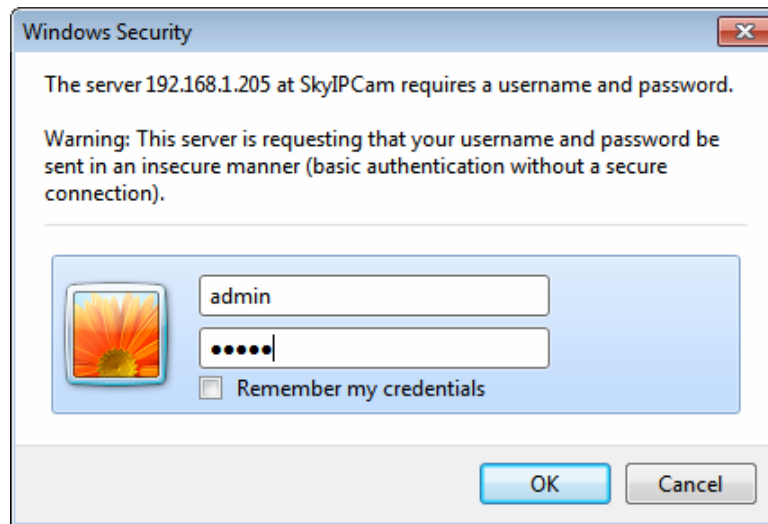 Windows Security
The server 192.168.1.205 at SkyIPCam requires a username and password.
Warning: This server is requesting that your username and password be
sent in an insecure manner (basic authentication without a secure
connection).
admin
●●●●●
Remember my credentials
OK
Cancel